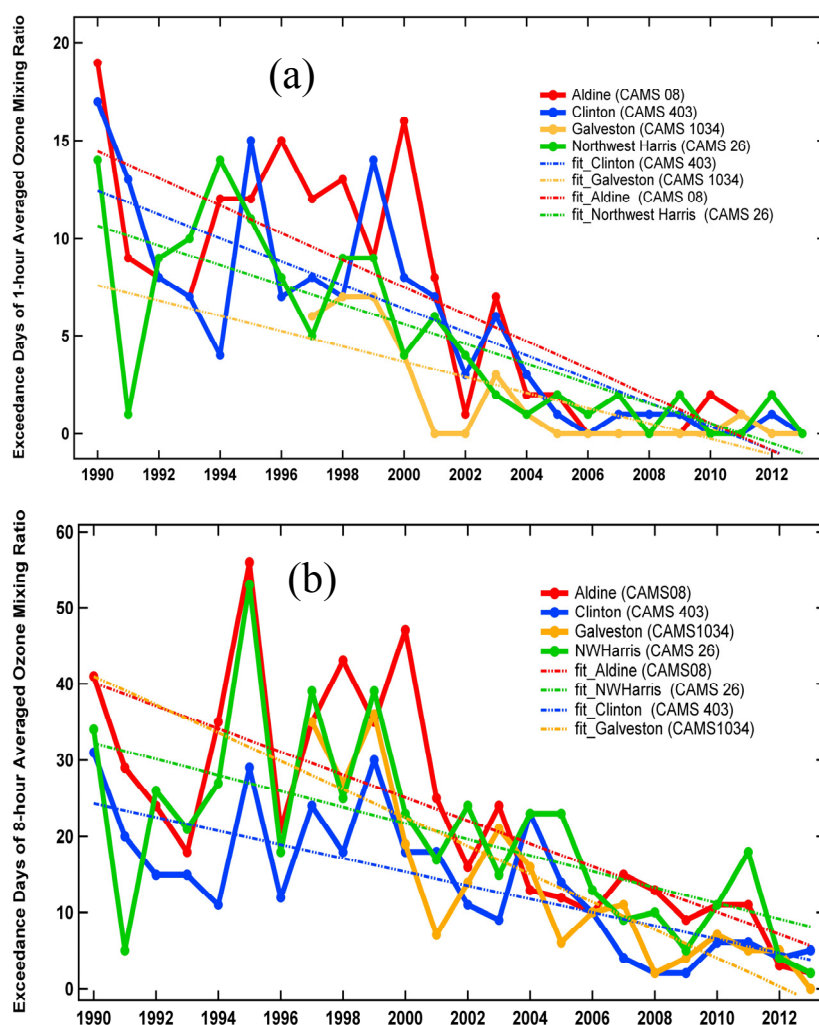 Exceedance Days of 1-hour Averaged Ozone Mixing Ratio
(a)
20
15
10
5
0
Aldine (CAMS 08)
Clinton (CAMS 403)
Galveston (CAMS 1034)
Northwest Harris (CAMS 26)
fit_Clinton (CAMS 403)
fit_Galveston (CAMS 1034)
fit_Aldine (CAMS 08)
fit_Northwest Harris (CAMS 26)
1990 1992 1994 1996 1998 2000 2002 2004 2006 2008 2010 2012
Exceedance Days of 8-hour Averaged Ozone Mixing Ratio
(b)
60
50
40
30
20
10
0
Aldine (CAMS08)
Clinton (CAMS 403)
Galveston (CAMS1034)
NWHarris (CAMS 26)
fit_Aldine (CAMS08)
fit_NWHarris (CAMS 26)
fit_Clinton (CAMS 403)
fit_Galveston (CAMS1034)
1990 1992 1994 1996 1998 2000 2002 2004 2006 2008 2010 2012